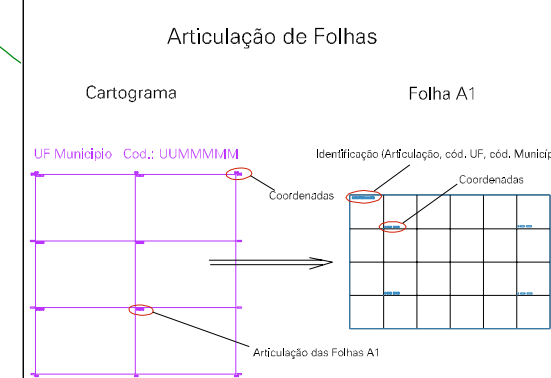 Articulação de Folhas
Cartograma
Folha A1
UF Municipio Cod.: UUMMMMM
Identificação (Articulação, cód. UF, cód. Municíp
Coordenadas
Coordenadas
Articulação das Folhas A1